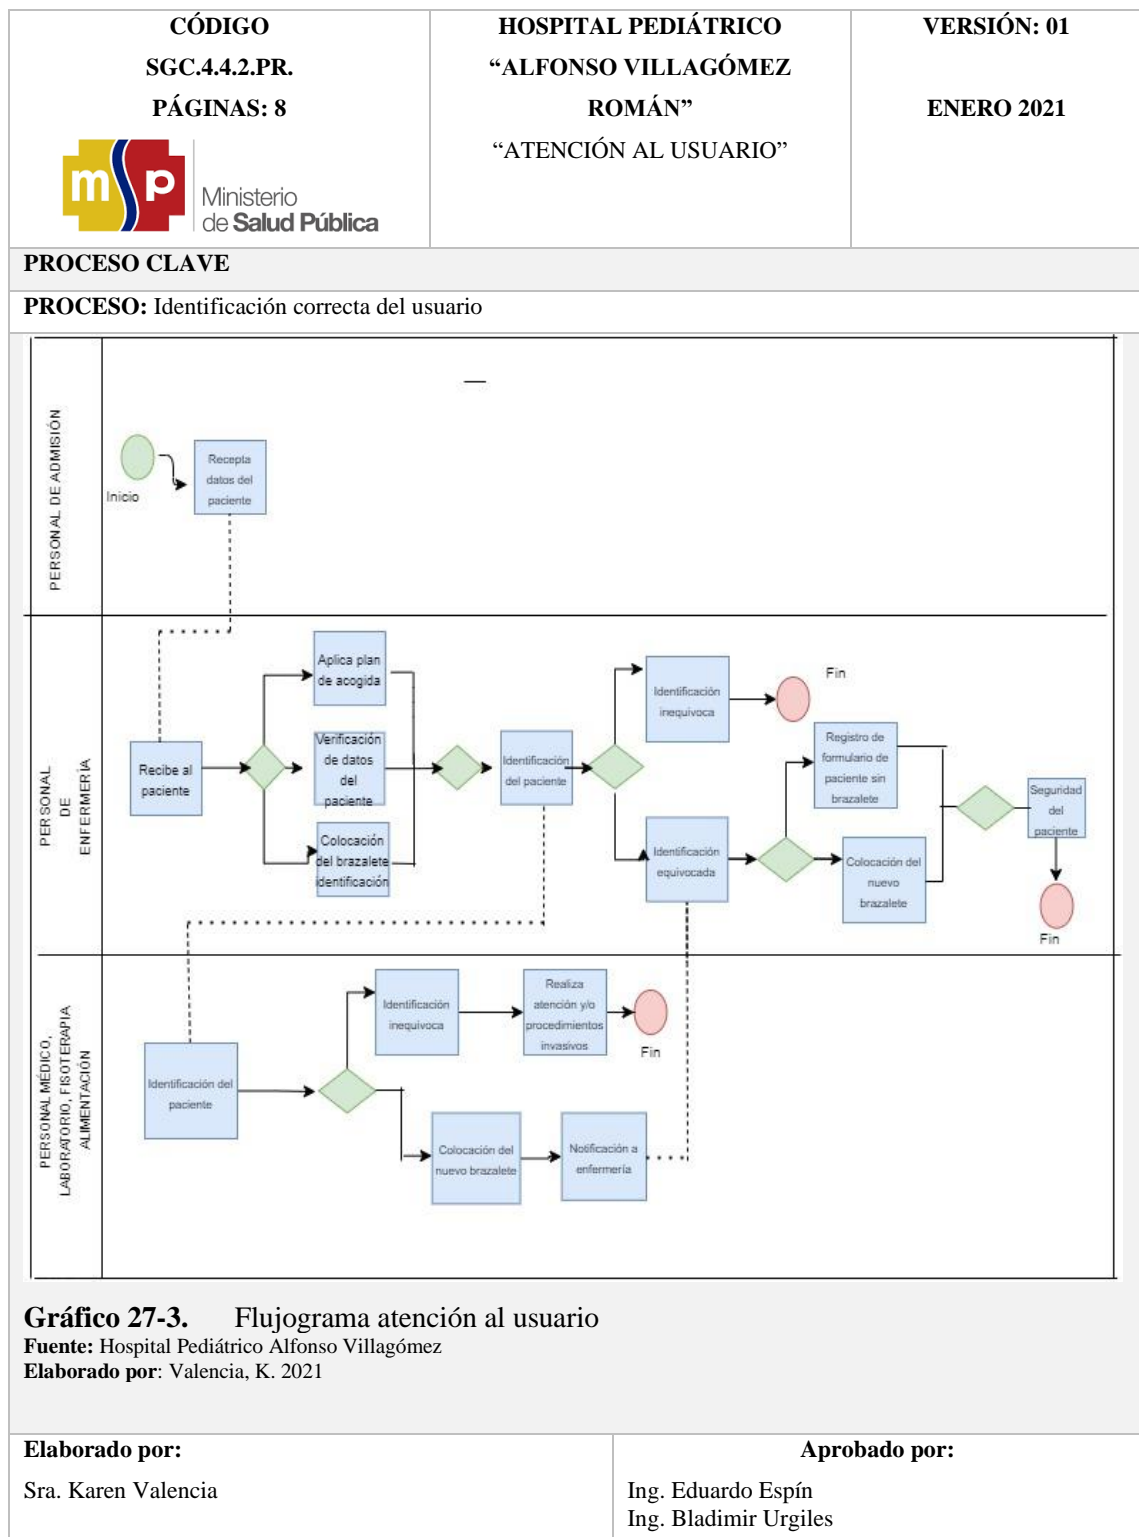 CÓDIGO
SGC.4.4.2.PR.
PÁGINAS: 8
msp
Ministerio
de Salud Pública
HOSPITAL PEDIÁTRICO
“ALFONSO VILLAGÓMEZ
ROMÁN”
“ATENCIÓN AL USUARIO”
VERSIÓN: 01
ENERO 2021
PROCESO CLAVE
PROCESO: Identificación correcta del usuario
PERSONAL DE ADMISIÓN
Inicio
Recepta
datos del
paciente
PERSONAL
DE
ENFERMERÍA
Recibe al
paciente
Aplica plan
de acogida
Verificación
de datos
del
paciente
Colocación
del brazalete
identificación
Identificación
del paciente
Identificación
inequivoca
Fin
Identificación
equivocada
Registro de
formulario de
paciente sin
brazalete
Colocación del
nuevo
brazalete
Seguridad
del
paciente
Fin
PERSONAL MÉDICO,
LABORATORIO, FISOTERAPIA
ALIMENTACIÓN
Identificación del
paciente
Identificación
inequivoca
Realiza
atención y/o
procedimientos
invasivos
Fin
Colocación del
nuevo brazalete
Notificación a
enfermería
Gráfico 27-3. Flujograma atención al usuario
Fuente: Hospital Pediátrico Alfonso Villagómez
Elaborado por: Valencia, K. 2021
Elaborado por:
Sra. Karen Valencia
Aprobado por:
Ing. Eduardo Espín
Ing. Bladimir Urgiles